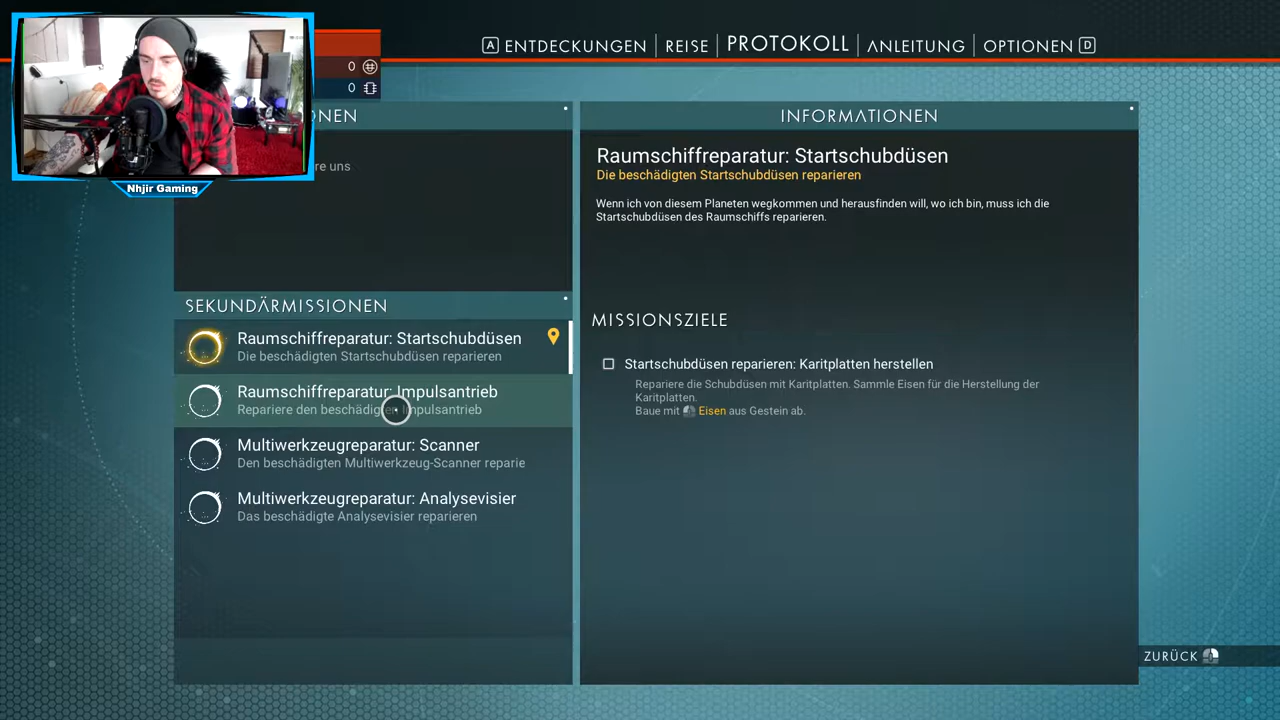 A ENTDECKUNGEN REISE PROTOKOLL ANLEITUNG OPTIONEN D
0
0
Nhjir Gaming
ONEN
re uns
SEKUNDÄRMISSIONEN
Raumschiffreparatur: Startschubdüsen
Die beschädigten Startschubdüsen reparieren
Raumschiffreparatur: Impulsantrieb
Repariere den beschädigten Impulsantrieb
Multiwerkzeugreparatur: Scanner
Den beschädigten Multiwerkzeug-Scanner reparie
Multiwerkzeugreparatur: Analysevisier
Das beschädigte Analysevisier reparieren
INFORMATIONEN
Raumschiffreparatur: Startschubdüsen
Die beschädigten Startschubdüsen reparieren
Wenn ich von diesem Planeten wegkommen und herausfinden will, wo ich bin, muss ich die
Startschubdüsen des Raumschiffs reparieren.
MISSIONSZIELE
Startschubdüsen reparieren: Karitplatten herstellen
Repariere die Schubdüsen mit Karitplatten. Sammle Eisen für die Herstellung der
Karitplatten.
Baue mit Eisen aus Gestein ab.
ZURÜCK